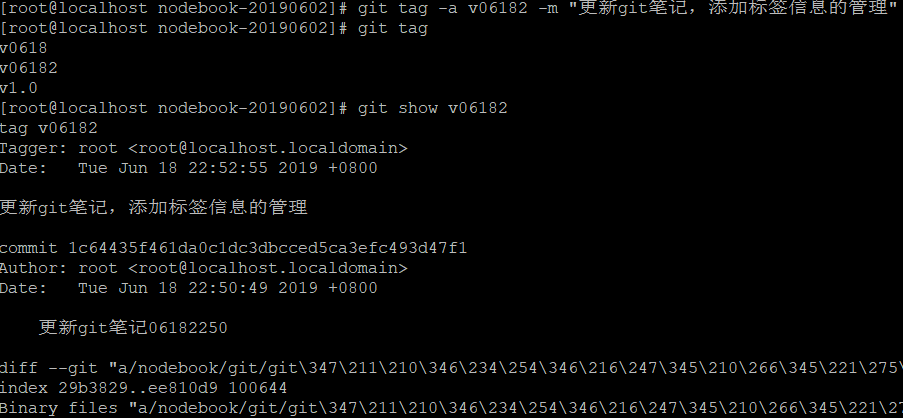 [root@localhost nodebook-20190602]# git tag -a v06182 -m "更新git笔记，添加标签信息的管理"
[root@localhost nodebook-20190602]# git tag
v0618
v06182
v1.0
[root@localhost nodebook-20190602]# git show v06182
tag v06182
Tagger: root <root@localhost.localdomain>
Date:   Tue Jun 18 22:52:55 2019 +0800
更新git笔记，添加标签信息的管理
commit 1c64435f461da0c1dc3dbcced5ca3efc493d47f1
Author: root <root@localhost.localdomain>
Date:   Tue Jun 18 22:50:49 2019 +0800
    更新git笔记06182250
diff --git "a/nodebook/git/git\347\211\210\346\234\254\346\216\247\345\210\266\345\221\275\
index 29b3829..ee810d9 100644
Binary files "a/nodebook/git/git\347\211\210\346\234\254\346\216\247\345\210\266\345\221\27